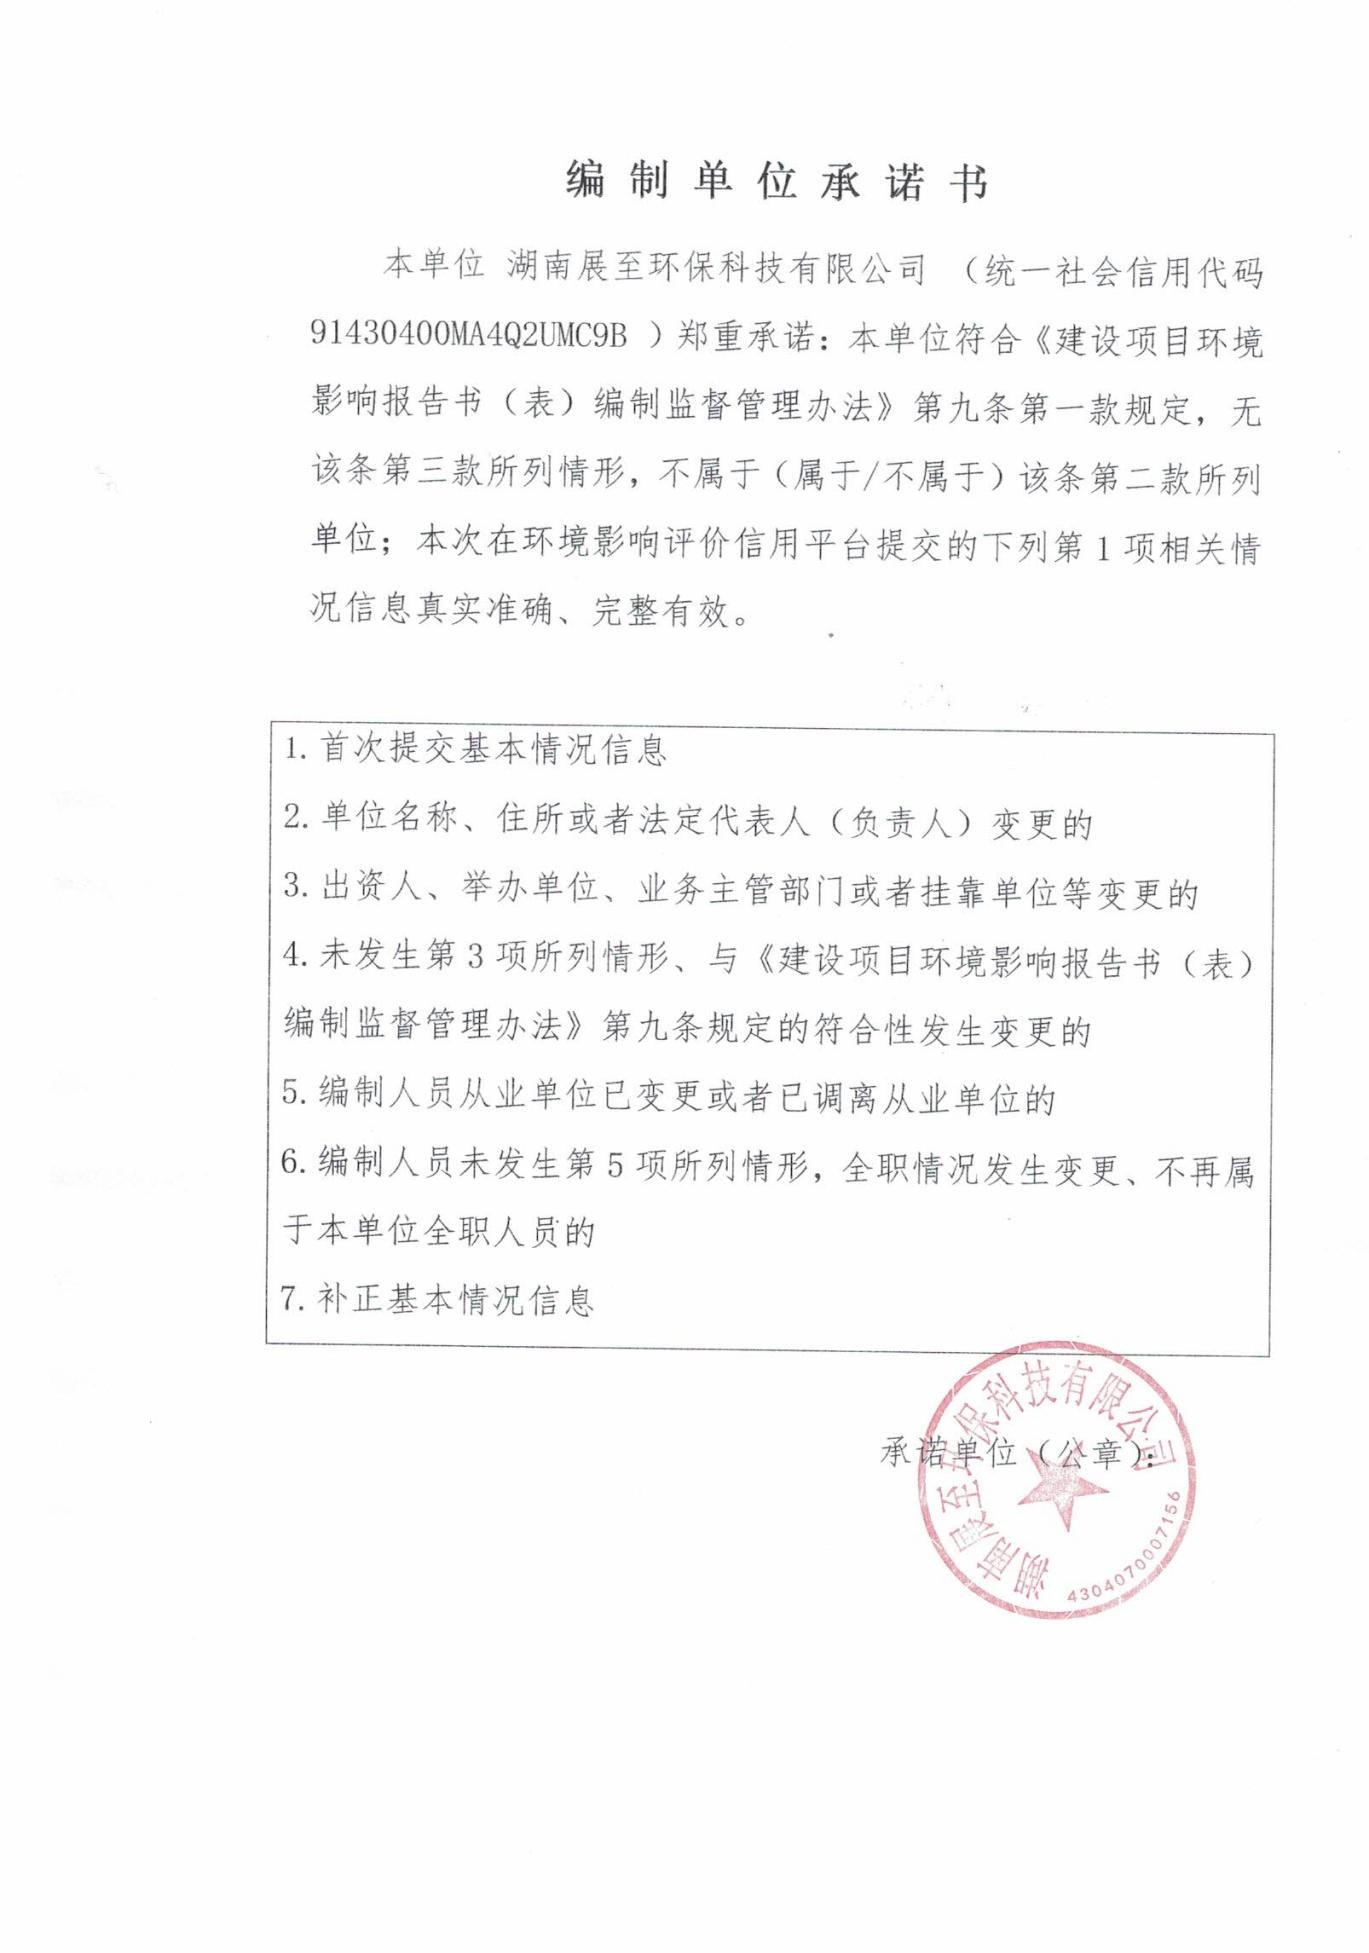 编制单位承诺书
本单位 湖南展至环保科技有限公司 （统一社会信用代码
91430400MA4Q2UMC9B ）郑重承诺：本单位符合《建设项目环境
影响报告书（表）编制监督管理办法》第九条第一款规定，无
该条第三款所列情形，不属于（属于/不属于）该条第二款所列
单位；本次在环境影响评价信用平台提交的下列第 1 项相关情
况信息真实准确、完整有效。
1. 首次提交基本情况信息
2. 单位名称、住所或者法定代表人（负责人）变更的
3. 出资人、举办单位、业务主管部门或者挂靠单位等变更的
4. 未发生第 3 项所列情形、与《建设项目环境影响报告书（表）
编制监督管理办法》第九条规定的符合性发生变更的
5. 编制人员从业单位已变更或者已调离从业单位的
6. 编制人员未发生第 5 项所列情形，全职情况发生变更、不再属
于本单位全职人员的
7. 补正基本情况信息
承诺单位（公章）：
湖南展至环保科技有限公司
4304070007156